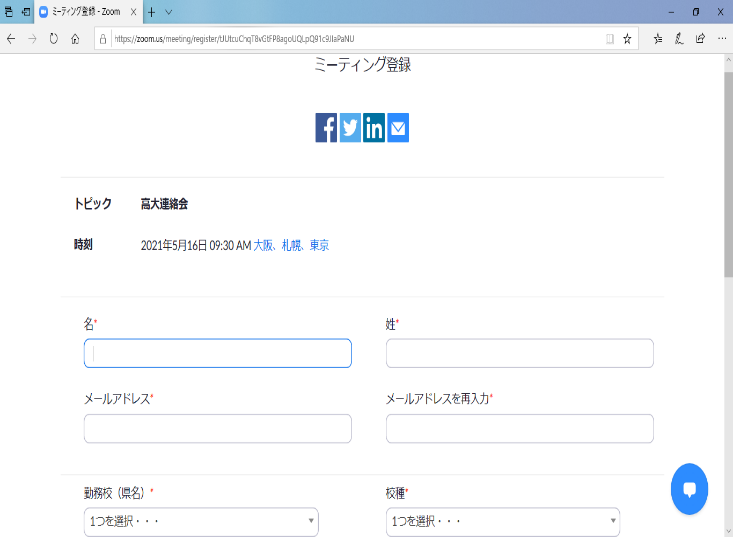 ミーティング登録 - Zoom
https://zoom.us/meeting/register/
ミーティング登録
トピック 高大連絡会
時刻 2021年5月16日 09:30 AM 大阪、札幌、東京
名* 姓*
メールアドレス* メールアドレスを再入力*
勤務校（県名）* 校種*
1つを選択・・・ 1つを選択・・・